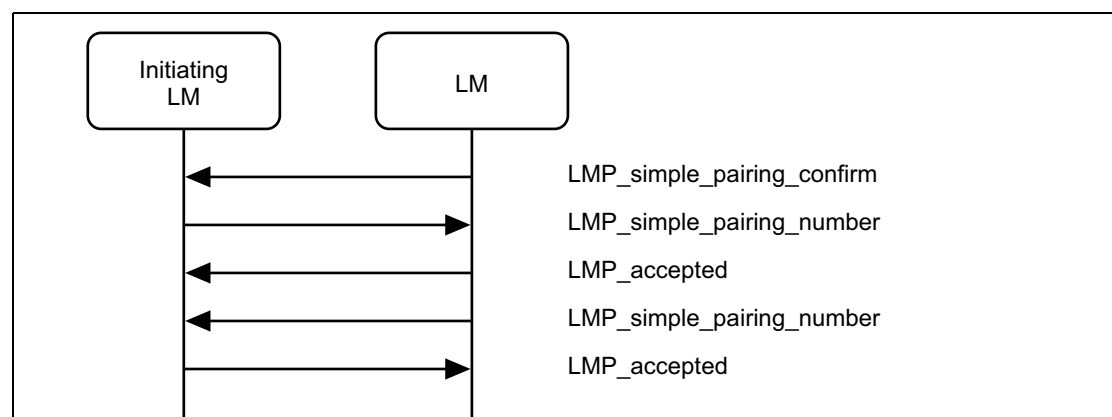 Initiating
LM
LM
LMP_simple_pairing_confirm
LMP_simple_pairing_number
LMP_accepted
LMP_simple_pairing_number
LMP_accepted